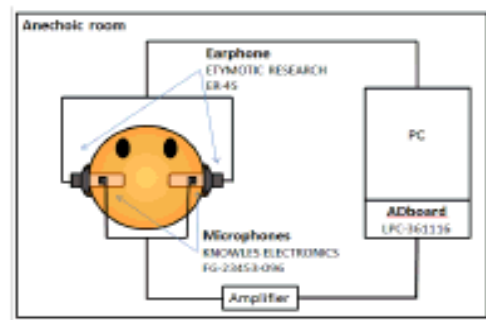 Anechoic room
Earphone
ETYMOTIC RESEARCH
ER-4S
PC
ADboard
LPC-361116
Microphones
KNOWLES ELECTRONICS
FG-23453-096
Amplifier